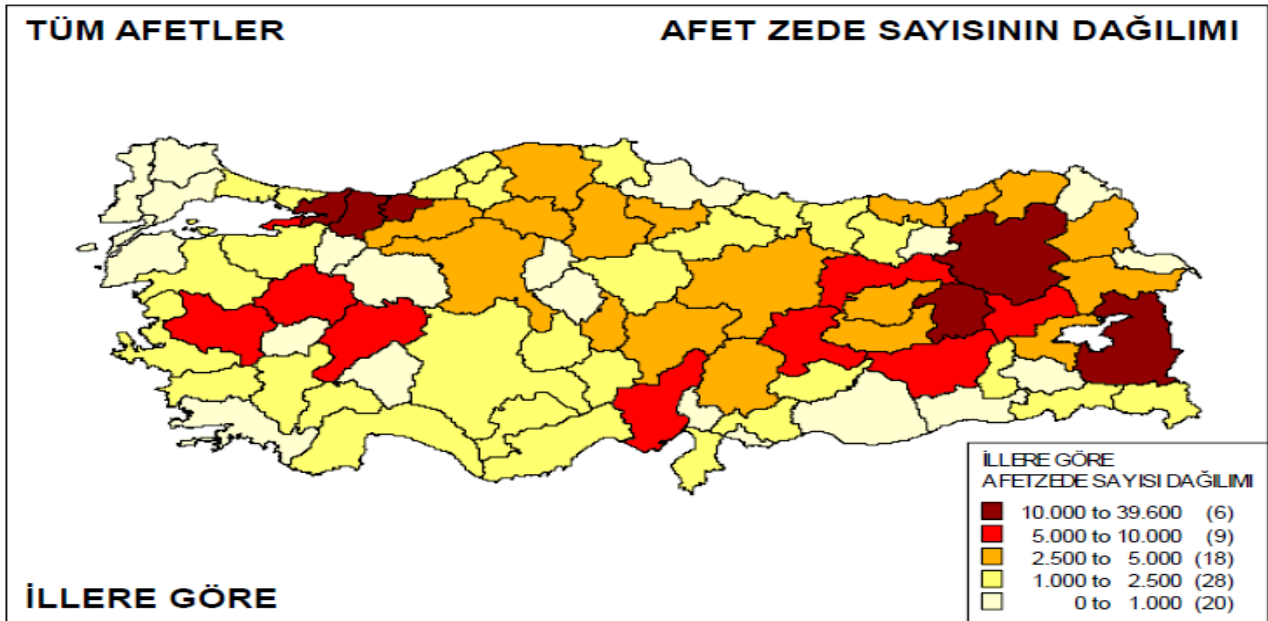 TÜM AFETLER
AFET ZEDE SAYISININ DAĞILIMI
İLLERE GÖRE
AFETZEDE SAYISI DAĞILIMI
10.000 to 39.600 (6)
5.000 to 10.000 (9)
2.500 to 5.000 (18)
1.000 to 2.500 (28)
0 to 1.000 (20)
İLLERE GÖRE